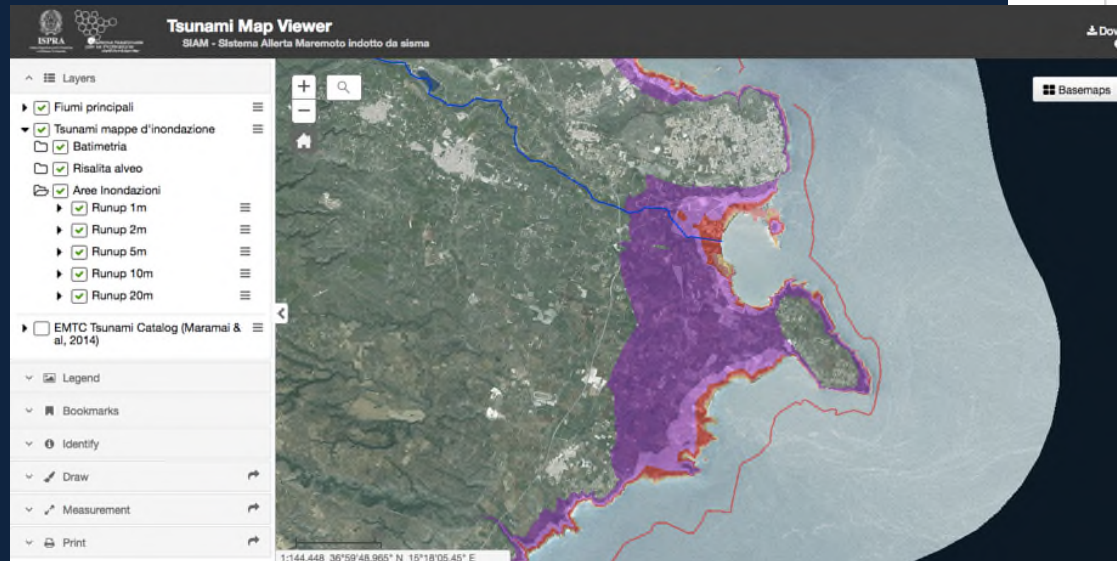 Tsunami Map Viewer
SIAM - Sistema Allerta Maremoto indotto da sisma
ISPRA
Layers
Fiumi principali
Tsunami mappe d'inondazione
Batimetria
Risalita alveo
Aree Inondazioni
Runup 1m
Runup 2m
Runup 5m
Runup 10m
Runup 20m
EMTC Tsunami Catalog (Maramai &
al, 2014)
Legend
Bookmarks
Identify
Draw
Measurement
Print
Basemaps
1:144.448 36°59'48.965" N 15°18'05.45" E